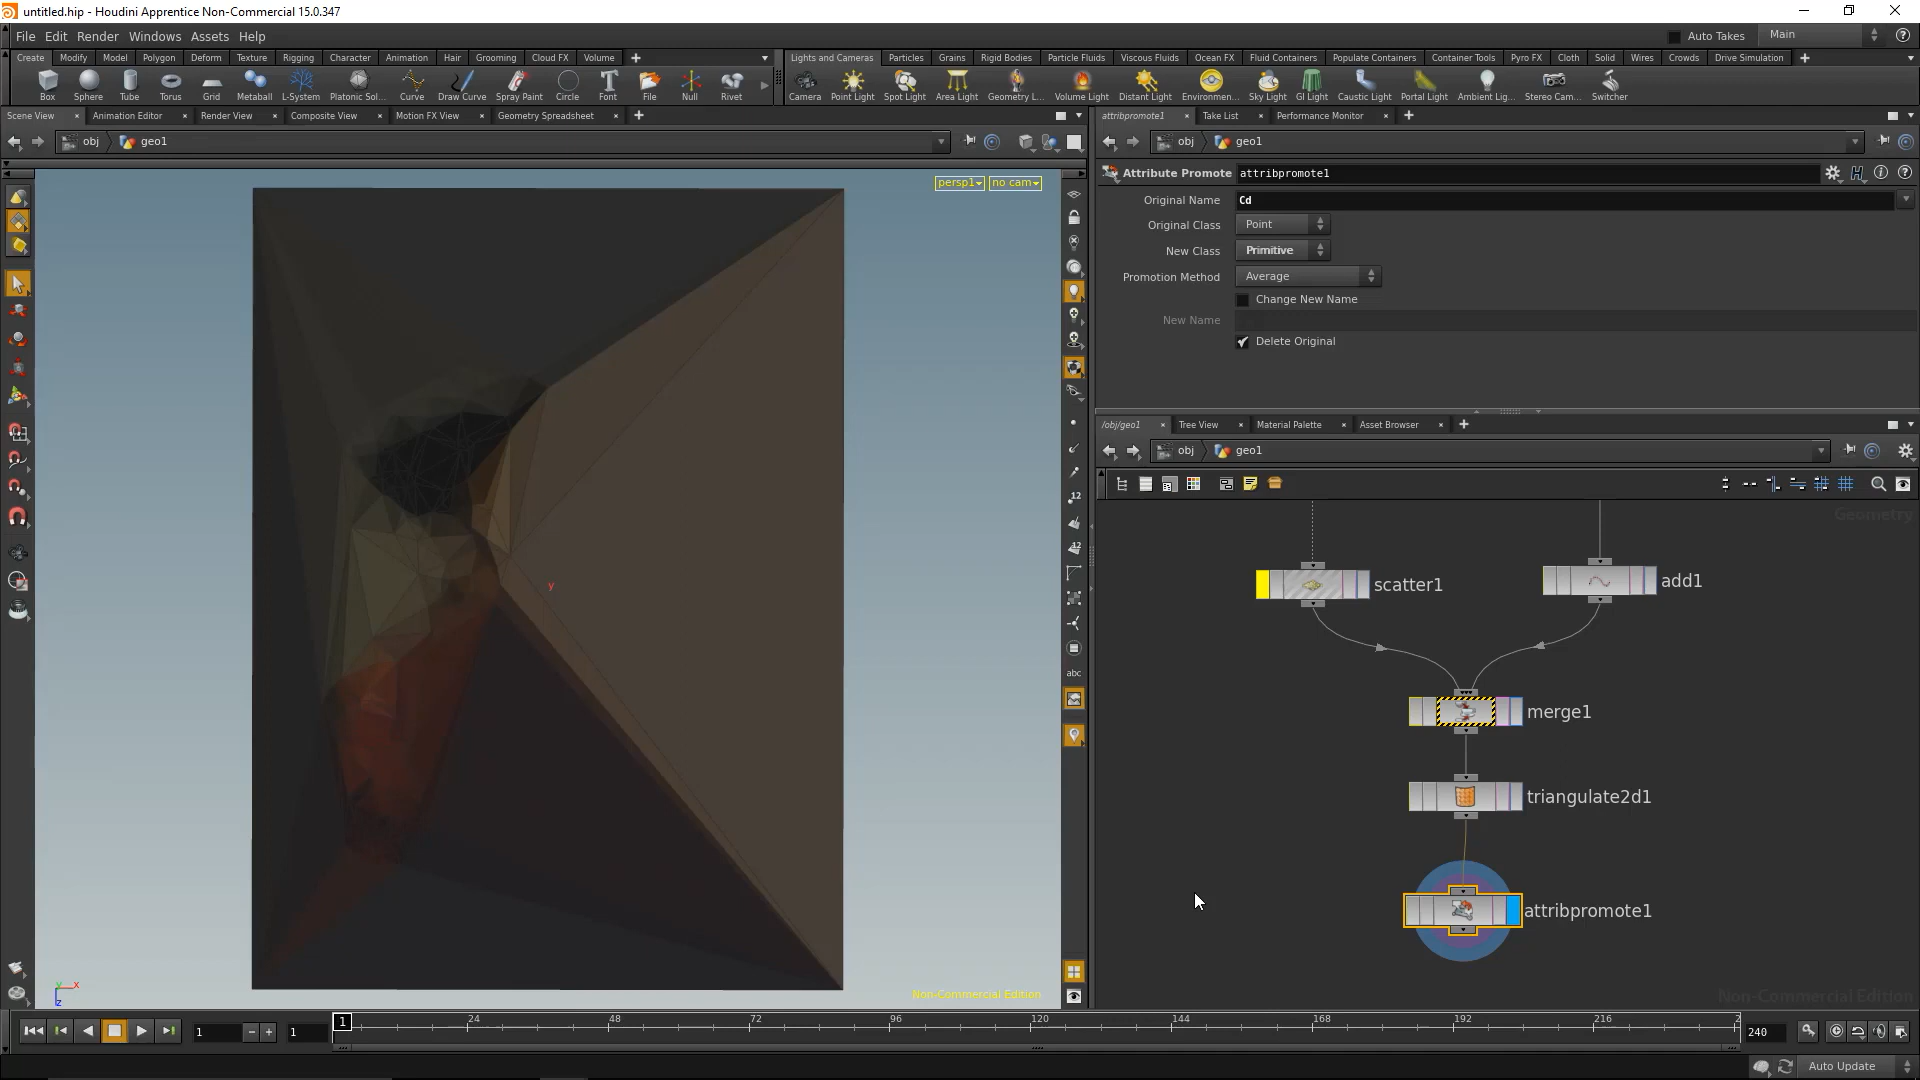 untitled.hip - Houdini Apprentice Non-Commercial 15.0.347
File Edit Render Windows Assets Help
Auto Takes Main
Create Modify Model Polygon Deform Texture Rigging Character Animation Hair Grooming Cloud FX Volume
Lights and Cameras Particles Grains Rigid Bodies Particle Fluids Viscous Fluids Ocean FX Fluid Containers Populate Containers Container Tools Pyro FX Cloth Solid Wires Crowds Drive Simulation
Box Sphere Tube Torus Grid Metaball L-System Platonic Sol... Curve Draw Curve Spray Paint Circle Font File Null Rivet
Camera Point Light Spot Light Area Light Geometry L... Volume Light Distant Light Environmen... Sky Light GI Light Caustic Light Portal Light Ambient Lig... Stereo Cam... Switcher
Scene View Animation Editor Render View Composite View Motion FX View Geometry Spreadsheet
attribpromote1 Take List Performance Monitor
obj geo1
obj geo1
Attribute Promote attribpromote1
persp1 no cam
Original Name Cd
Original Class Point
New Class Primitive
Promotion Method Average
Change New Name
New Name
Delete Original
/obj/geo1 Tree View Material Palette Asset Browser
obj geo1
Geometry
12
12
abc
scatter1
add1
y
merge1
triangulate2d1
attribpromote1
y x
z
Non-Commercial Edition
Non-Commercial Edition
1 1 1 24 48 72 96 120 144 168 192 216 2 240
Auto Update